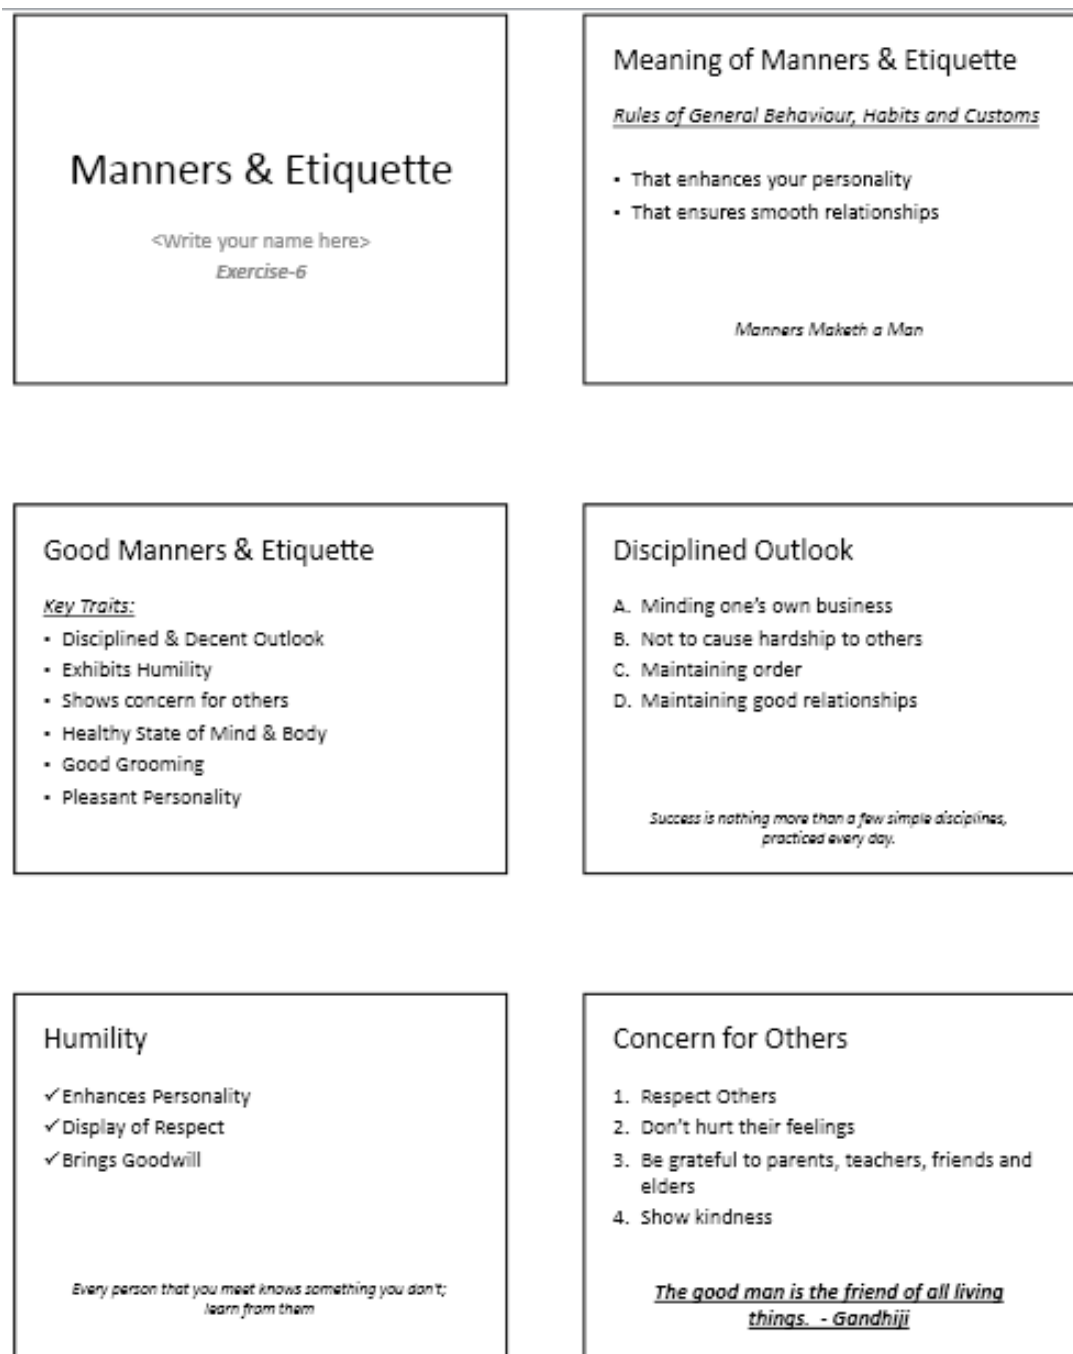 Manners & Etiquette
<Write your name here>
Exercise-6
Meaning of Manners & Etiquette
Rules of General Behaviour, Habits and Customs
▪ That enhances your personality
▪ That ensures smooth relationships
Manners Maketh a Man
Good Manners & Etiquette
Key Traits:
▪ Disciplined & Decent Outlook
▪ Exhibits Humility
▪ Shows concern for others
▪ Healthy State of Mind & Body
▪ Good Grooming
▪ Pleasant Personality
Disciplined Outlook
A. Minding one's own business
B. Not to cause hardship to others
C. Maintaining order
D. Maintaining good relationships
Success is nothing more than a few simple disciplines,
practiced every day.
Humility
✓ Enhances Personality
✓ Display of Respect
✓ Brings Goodwill
Every person that you meet knows something you don't;
learn from them
Concern for Others
1. Respect Others
2. Don't hurt their feelings
3. Be grateful to parents, teachers, friends and
elders
4. Show kindness
The good man is the friend of all living
things. - Gandhiji